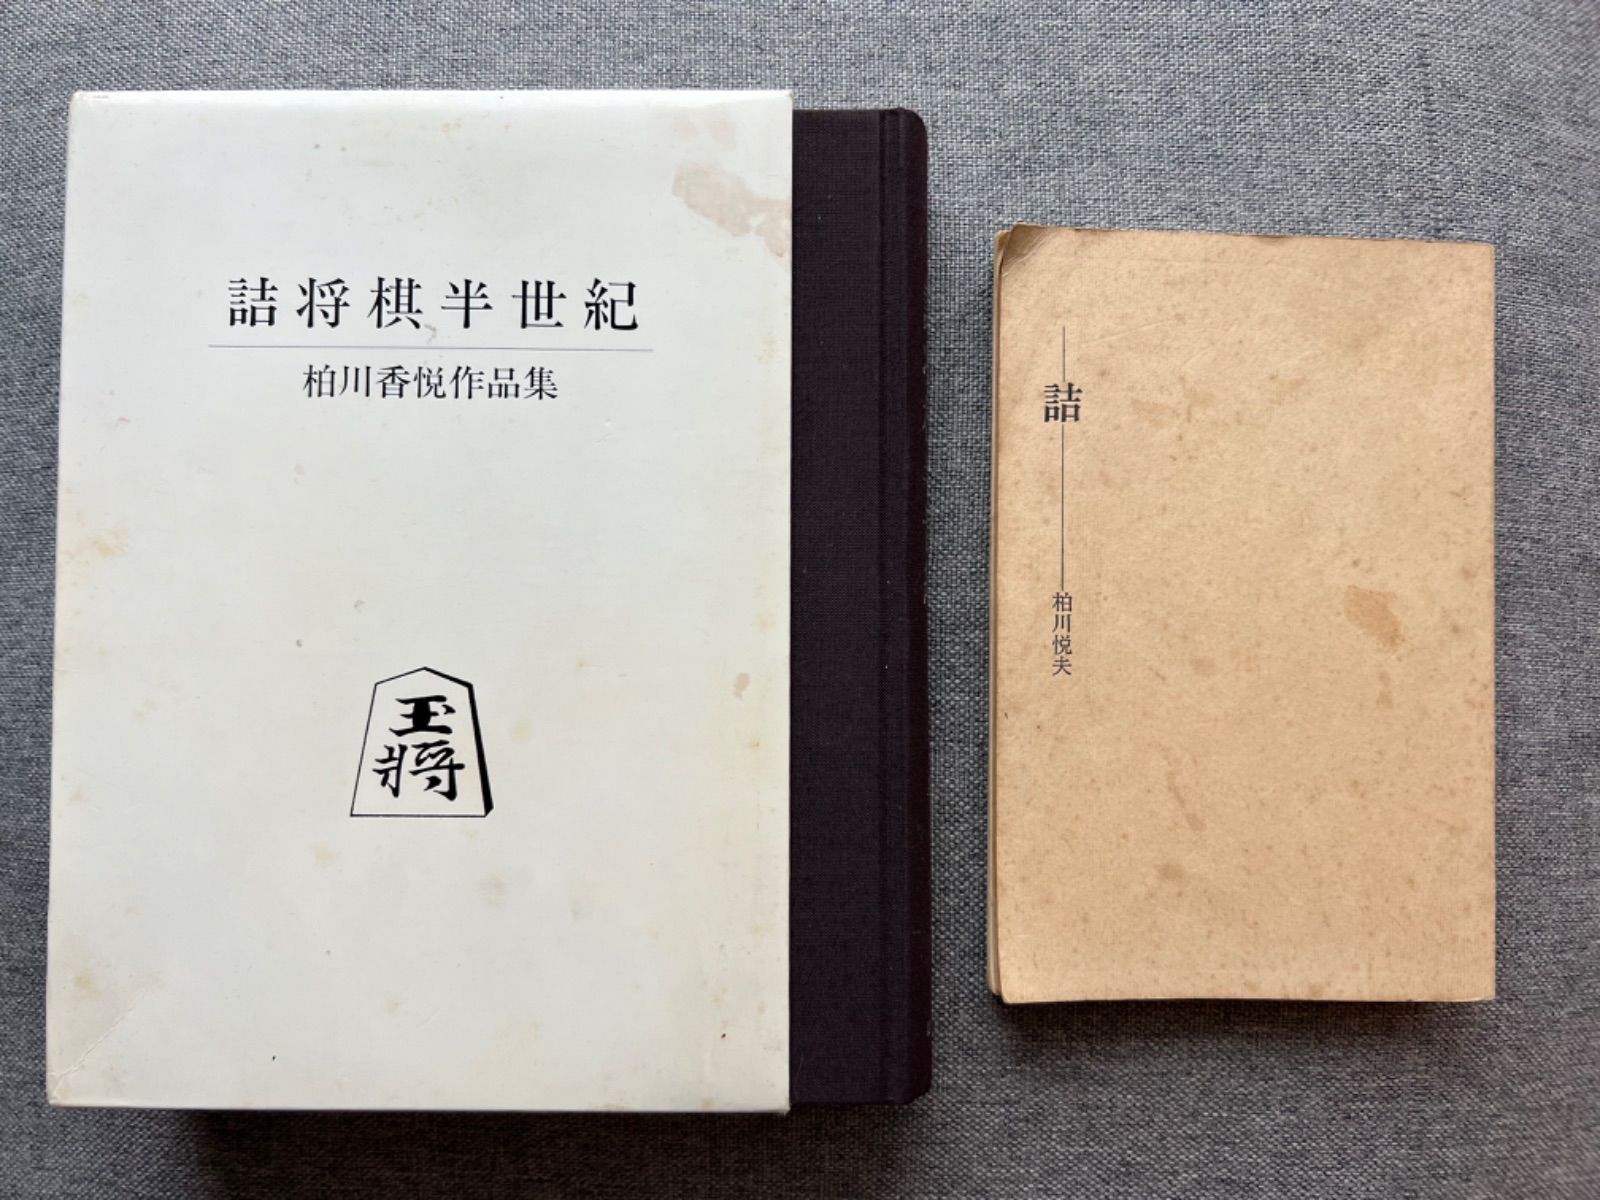 詰将棋半世紀
柏川香悦作品集
玉
將
詰
柏川悦夫